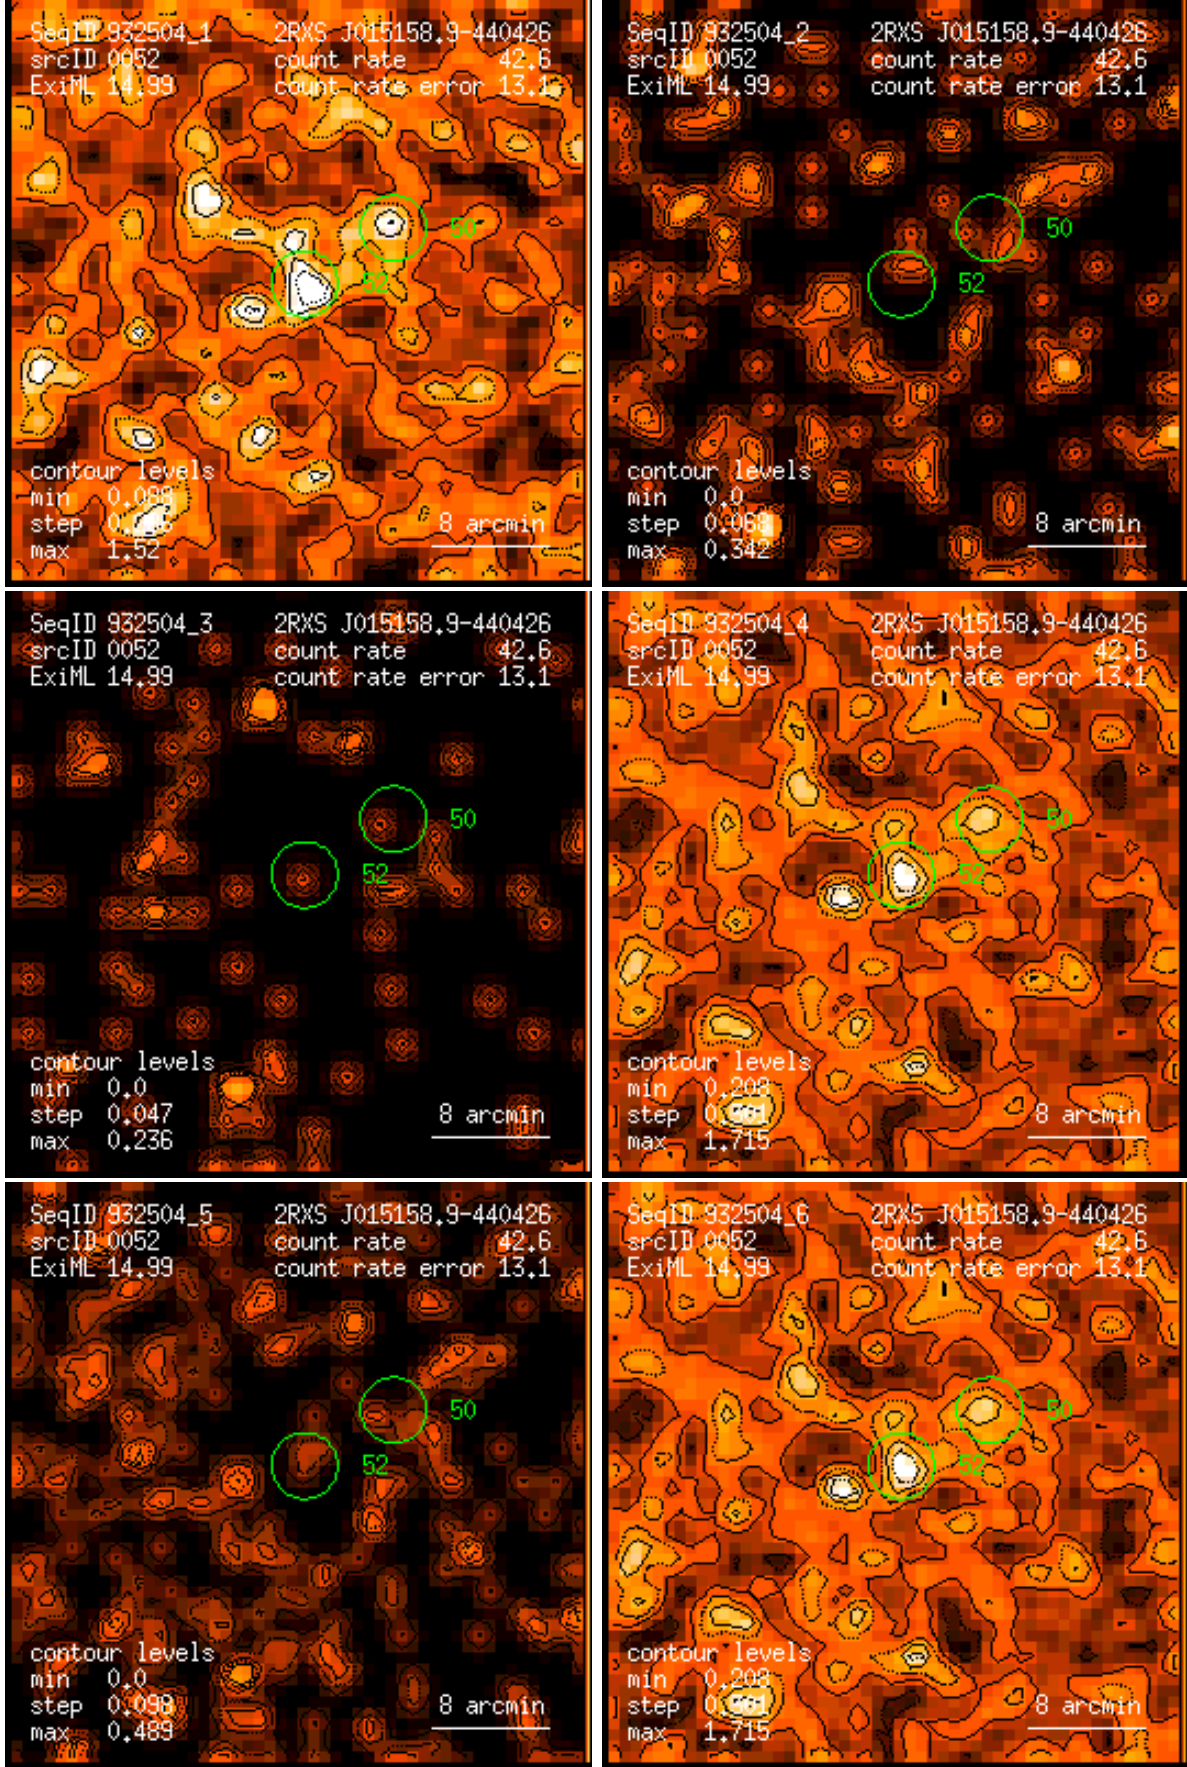 SeqID 932504_1 2RXS J015158.9-440426
srcID 0052 count rate 42.6
ExiML 14.99 count rate error 13.1
50
52
contour levels
min 0.098
step
max 1.52
8 arcmin
SeqID 932504_2 2RXS J015158.9-440426
srcID 0052 count rate 42.6
ExiML 14.99 count rate error 13.1
50
52
contour levels
min 0.0
step 0.068
max 0.342
8 arcmin
SeqID 932504_3 2RXS J015158.9-440426
srcID 0052 count rate 42.6
ExiML 14.99 count rate error 13.1
50
52
contour levels
min 0.0
step 0.047
max 0.236
8 arcmin
SeqID 932504_4 2RXS J015158.9-440426
srcID 0052 count rate 42.6
ExiML 14.99 count rate error 13.1
50
52
contour levels
min 0.208
step
max 1.715
8 arcmin
SeqID 932504_5 2RXS J015158.9-440426
srcID 0052 count rate 42.6
ExiML 14.99 count rate error 13.1
50
52
contour levels
min 0.0
step 0.098
max 0.489
8 arcmin
SeqID 932504_6 2RXS J015158.9-440426
srcID 0052 count rate 42.6
ExiML 14.99 count rate error 13.1
50
52
contour levels
min 0.208
step
max 1.715
8 arcmin